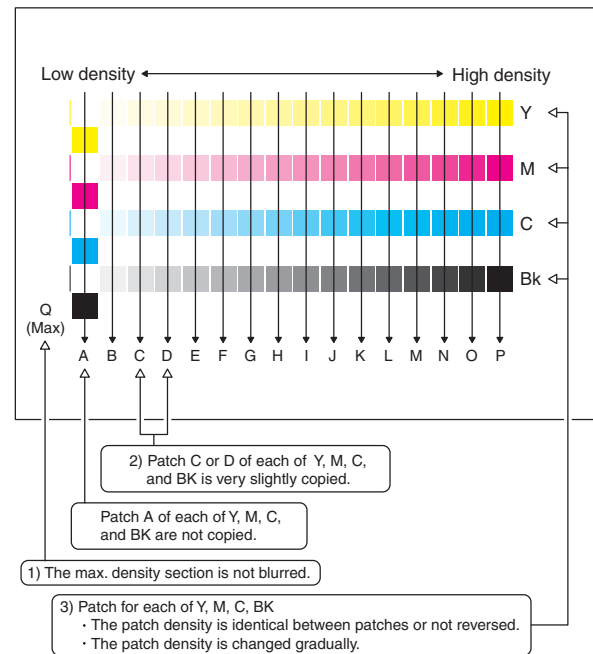 Low density
High density
Y
M
C
Bk
Q
(Max)
A B C D E F G H I J K L M N O P
2) Patch C or D of each of Y, M, C,
and BK is very slightly copied.
Patch A of each of Y, M, C,
and BK are not copied.
1) The max. density section is not blurred.
3) Patch for each of Y, M, C, BK
· The patch density is identical between patches or not reversed.
· The patch density is changed gradually.